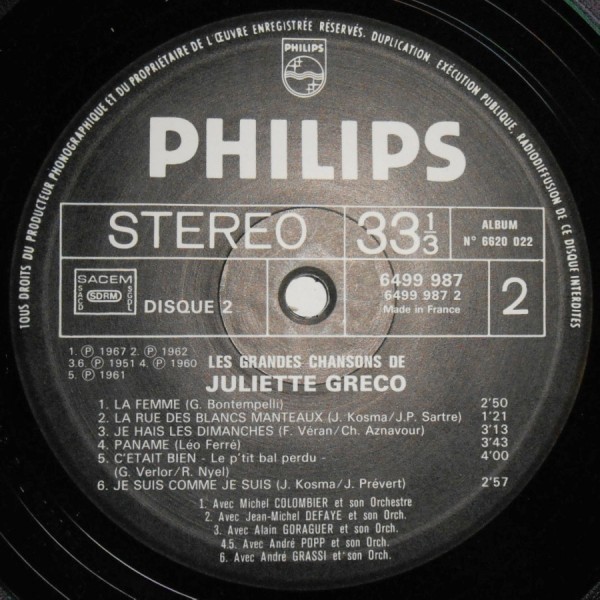 TOUS DROITS DU PRODUCTEUR PHONOGRAPHIQUE ET DU PROPRIÉTAIRE DE L'ŒUVRE ENREGISTRÉE RÉSERVÉS. DUPLICATION, EXÉCUTION PUBLIQUE, RADIODIFFUSION DE CE DISQUE INTERDITES
PHILIPS
PHILIPS
STEREO 33 1/3 ALBUM
N° 6620 022
SACEM
SACD SDRM SGDL
DISQUE 2
6499 987
6499 987 2
Made in France
2
1. ℗ 1967 2. ℗ 1962
3.6. ℗ 1951 4. ℗ 1960
5. ℗ 1961
LES GRANDES CHANSONS DE
JULIETTE GRECO
1. LA FEMME (G. Bontempelli) 2'50
2. LA RUE DES BLANCS MANTEAUX (J. Kosma/J.P. Sartre) 1'21
3. JE HAIS LES DIMANCHES (F. Véran/Ch. Aznavour) 3'13
4. PANAME (Léo Ferré) 3'43
5. C'ETAIT BIEN - Le p'tit bal perdu - 4'00
(G. Verlor/R. Nyel)
6. JE SUIS COMME JE SUIS (J. Kosma/J. Prévert) 2'57
1. Avec Michel COLOMBIER et son Orchestre
2. Avec Jean-Michel DEFAYE et son Orch.
3. Avec Alain GORAGUER et son Orch.
4.5. Avec André POPP et son Orch.
6. Avec André GRASSI et son Orch.